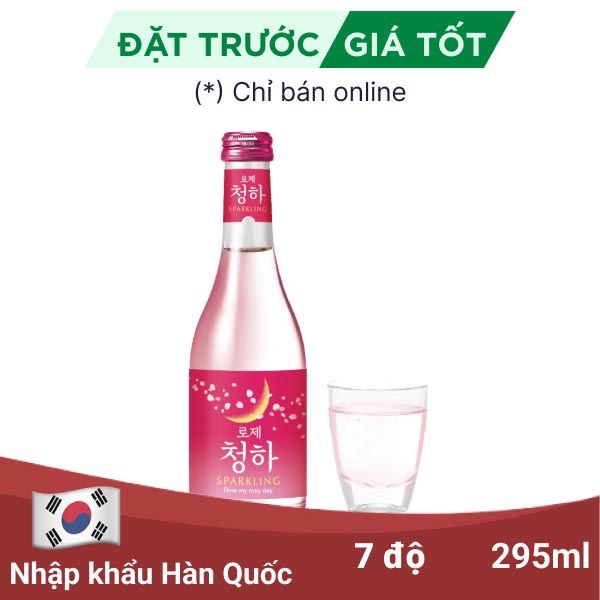 ĐẶT TRƯỚC GIÁ TỐT
(*) Chỉ bán online
로제
청하
SPARKLING
로제
청하
SPARKLING
Dear my rosy day
Nhập khẩu Hàn Quốc
7 độ
295ml